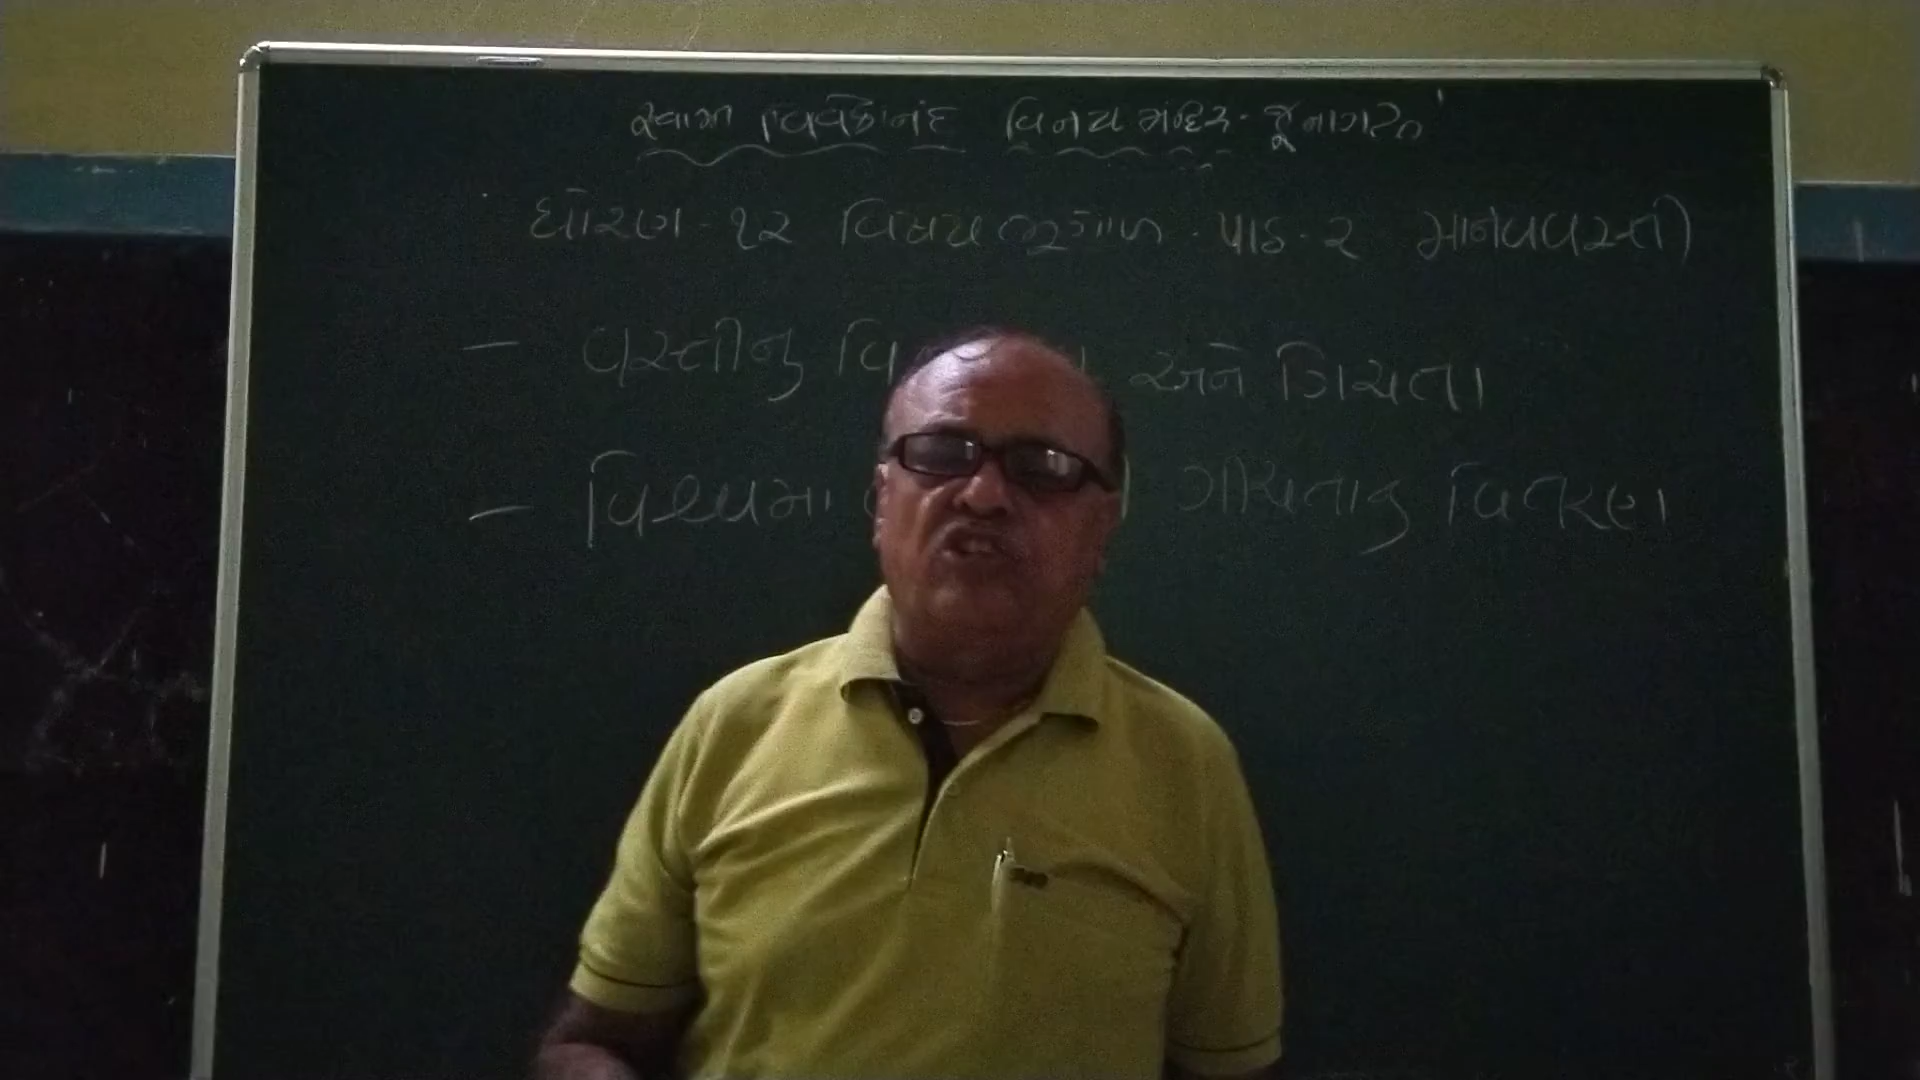 સ્વામી વિવેકાનંદ વિનય મંદિર - જૂનાગઢ
ધોરણ - ૧૨ વિષય ભૂગોળ - પાઠ - ૨ માનવવસ્તી
- વસ્તીનુ અને ગીચતા
- વિશ્વમા ગીચતાનુ વિતરણ